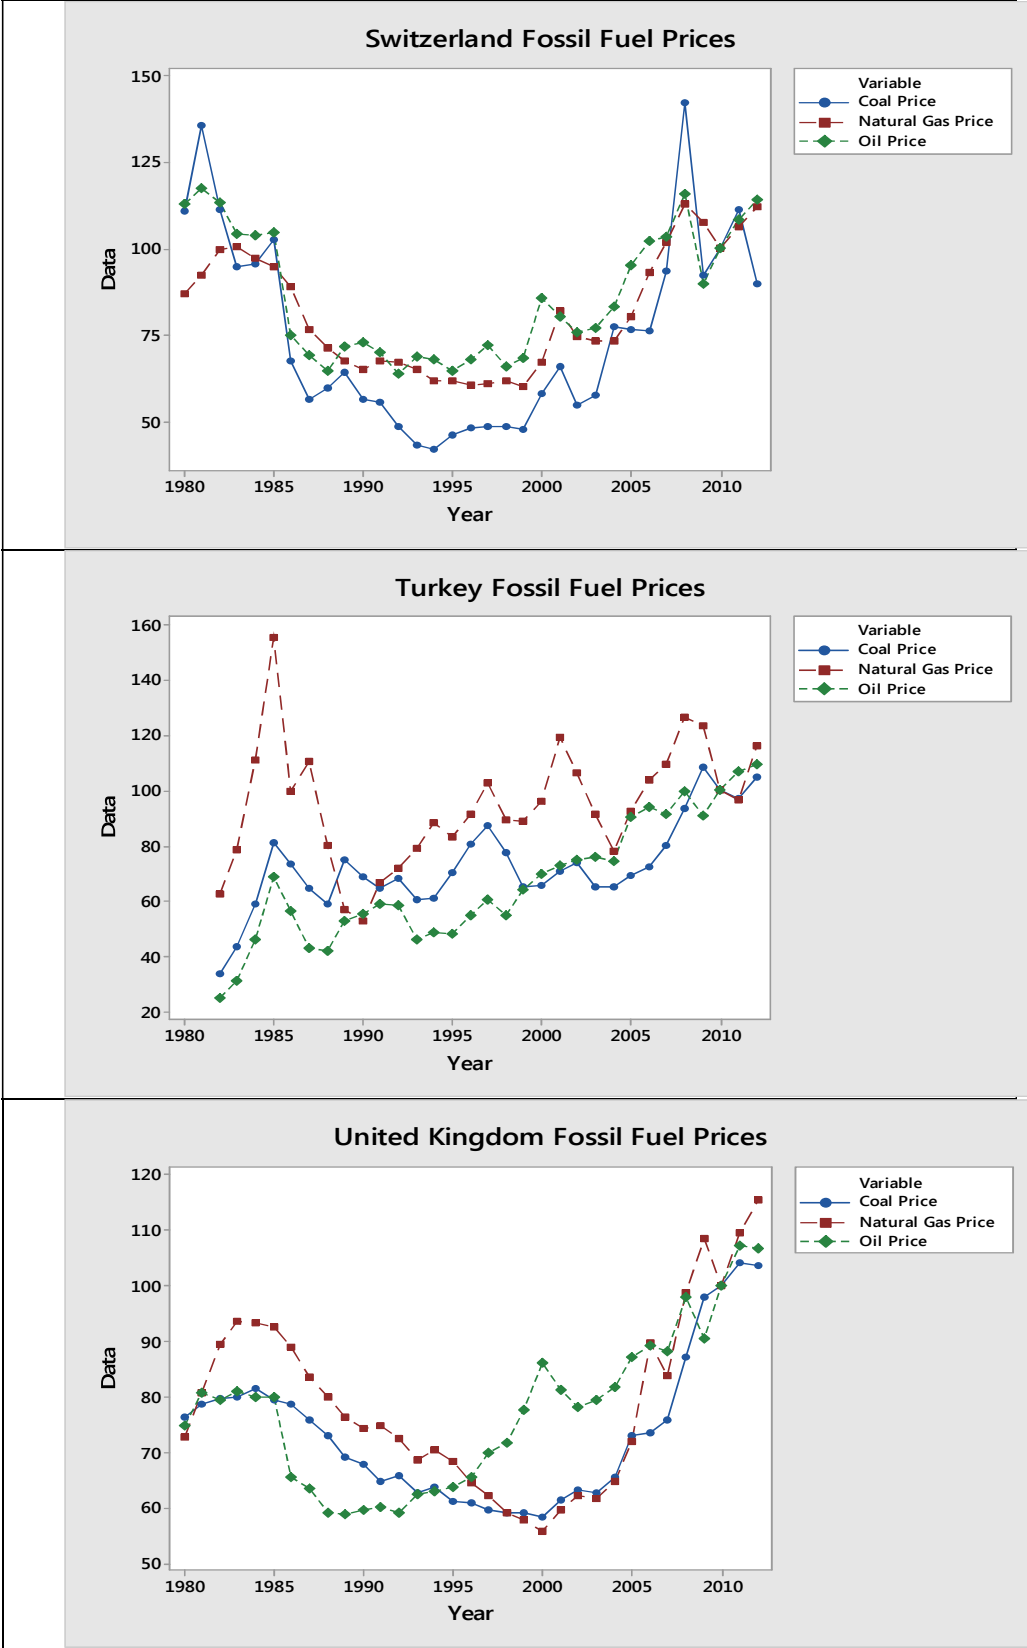 Switzerland Fossil Fuel Prices
150
125
100
75
50
Data
1980 1985 1990 1995 2000 2005 2010
Year
Variable
Coal Price
Natural Gas Price
Oil Price
Turkey Fossil Fuel Prices
160
140
120
100
80
60
40
20
Data
1980 1985 1990 1995 2000 2005 2010
Year
Variable
Coal Price
Natural Gas Price
Oil Price
United Kingdom Fossil Fuel Prices
120
110
100
90
80
70
60
50
Data
1980 1985 1990 1995 2000 2005 2010
Year
Variable
Coal Price
Natural Gas Price
Oil Price